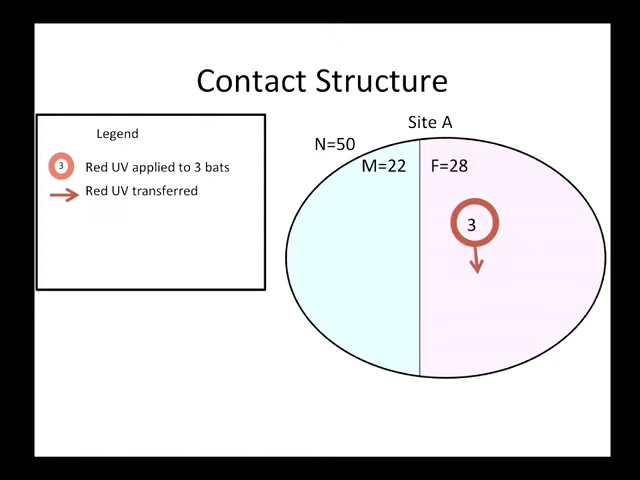 Contact Structure
Legend
3
Red UV applied to 3 bats
Red UV transferred
Site A
N=50
M=22
F=28
3